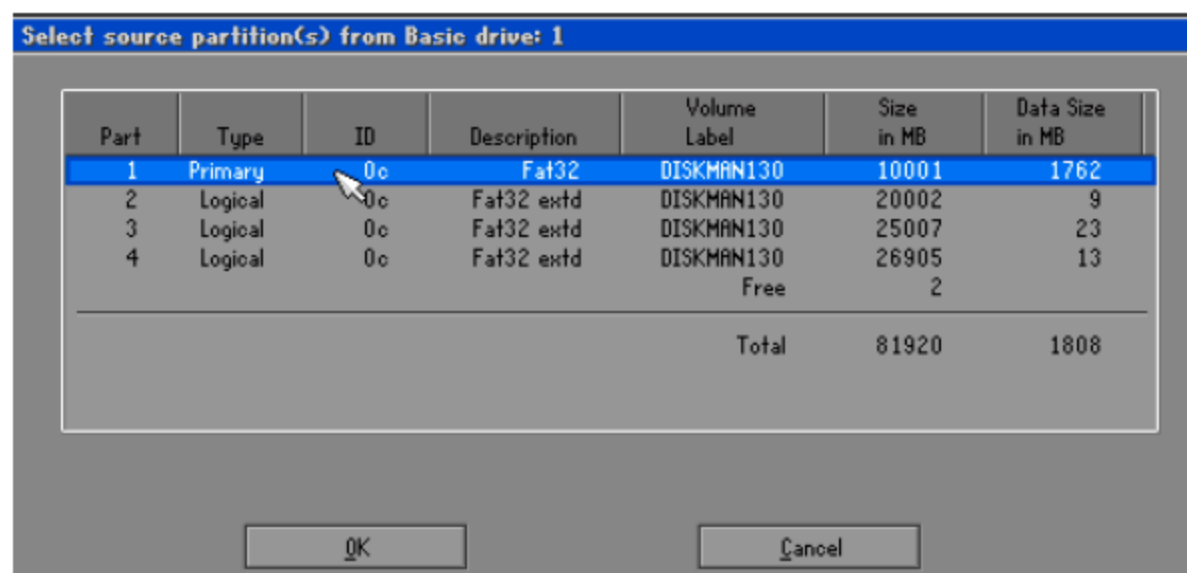 Select source partition(s) from Basic drive: 1
Part Type ID Description Volume Label Size in MB Data Size in MB
1 Primary 0c Fat32 DISKMAN130 10001 1762
2 Logical 0c Fat32 extd DISKMAN130 20002 9
3 Logical 0c Fat32 extd DISKMAN130 25007 23
4 Logical 0c Fat32 extd DISKMAN130 26905 13
Free 2
Total 81920 1808
OK Cancel